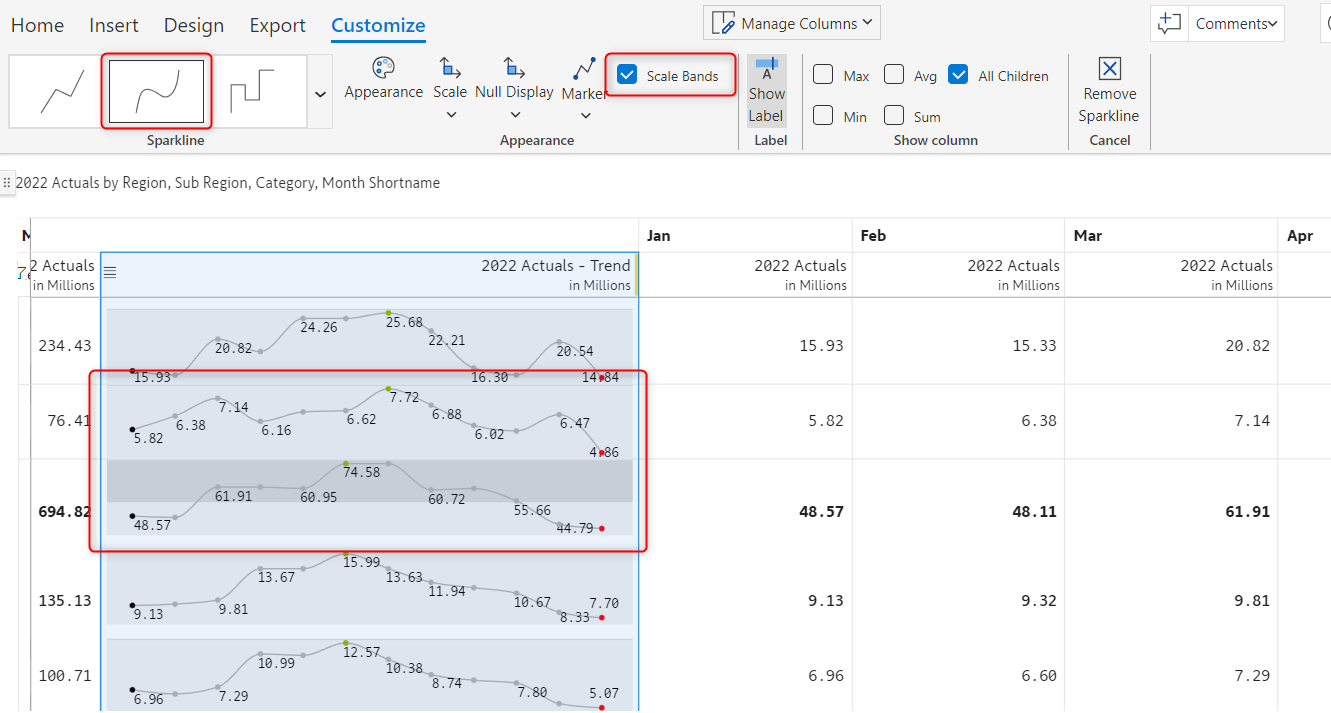 Home Insert Design Export Customize Manage Columns Comments
Appearance Scale Null Display Marker Scale Bands Show Label Max Avg All Children Min Sum Remove Sparkline
Sparkline Appearance Label Show column Cancel
2022 Actuals by Region, Sub Region, Category, Month Shortname
Jan Feb Mar Apr
2 Actuals 2022 Actuals - Trend 2022 Actuals 2022 Actuals 2022 Actuals
in Millions in Millions in Millions in Millions in Millions
234.43 15.93 20.82 24.26 25.68 22.21 16.30 20.54 14.84 15.93 15.33 20.82
76.41 5.82 6.38 7.14 6.16 6.62 7.72 6.88 6.02 6.47 4.86 5.82 6.38 7.14
694.82 48.57 61.91 60.95 74.58 60.72 55.66 44.79 48.57 48.11 61.91
135.13 9.13 9.81 13.67 15.99 13.63 11.94 10.67 8.33 7.70 9.13 9.32 9.81
100.71 6.96 7.29 10.99 12.57 10.38 8.74 7.80 5.07 6.96 6.60 7.29